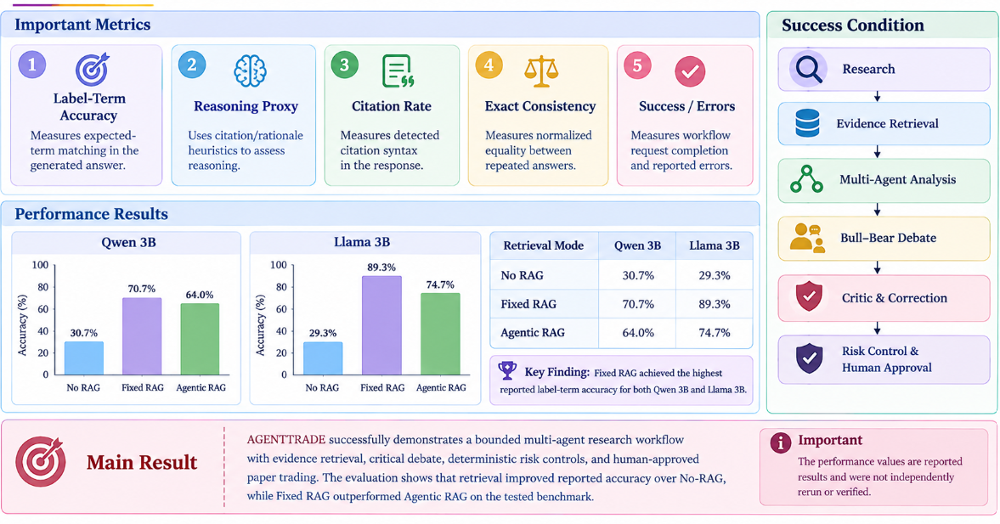 Important Metrics
1
Label-Term
Accuracy
Measures expected-
term matching in the
generated answer.
2
Reasoning Proxy
Uses citation/rationale
heuristics to assess
reasoning.
3
Citation Rate
Measures detected
citation syntax
in the response.
4
Exact Consistency
Measures normalized
equality between
repeated answers.
5
Success / Errors
Measures workflow
request completion
and reported errors.
Success Condition
Research
Evidence Retrieval
Multi-Agent Analysis
Bull–Bear Debate
Critic & Correction
Risk Control &
Human Approval
Performance Results
Qwen 3B
Accuracy (%)
100
80
60
40
20
0
30.7%
70.7%
64.0%
No RAG
Fixed RAG
Agentic RAG
Llama 3B
Accuracy (%)
100
80
60
40
20
0
29.3%
89.3%
74.7%
No RAG
Fixed RAG
Agentic RAG
Retrieval Mode Qwen 3B Llama 3B
No RAG 30.7% 29.3%
Fixed RAG 70.7% 89.3%
Agentic RAG 64.0% 74.7%
Key Finding: Fixed RAG achieved the highest
reported label-term accuracy for both Qwen 3B and Llama 3B.
Main Result
AGENTTRADE successfully demonstrates a bounded multi-agent research workflow
with evidence retrieval, critical debate, deterministic risk controls, and human-approved
paper trading. The evaluation shows that retrieval improved reported accuracy over No-RAG,
while Fixed RAG outperformed Agentic RAG on the tested benchmark.
i
Important
The performance values are reported
results and were not independently
rerun or verified.